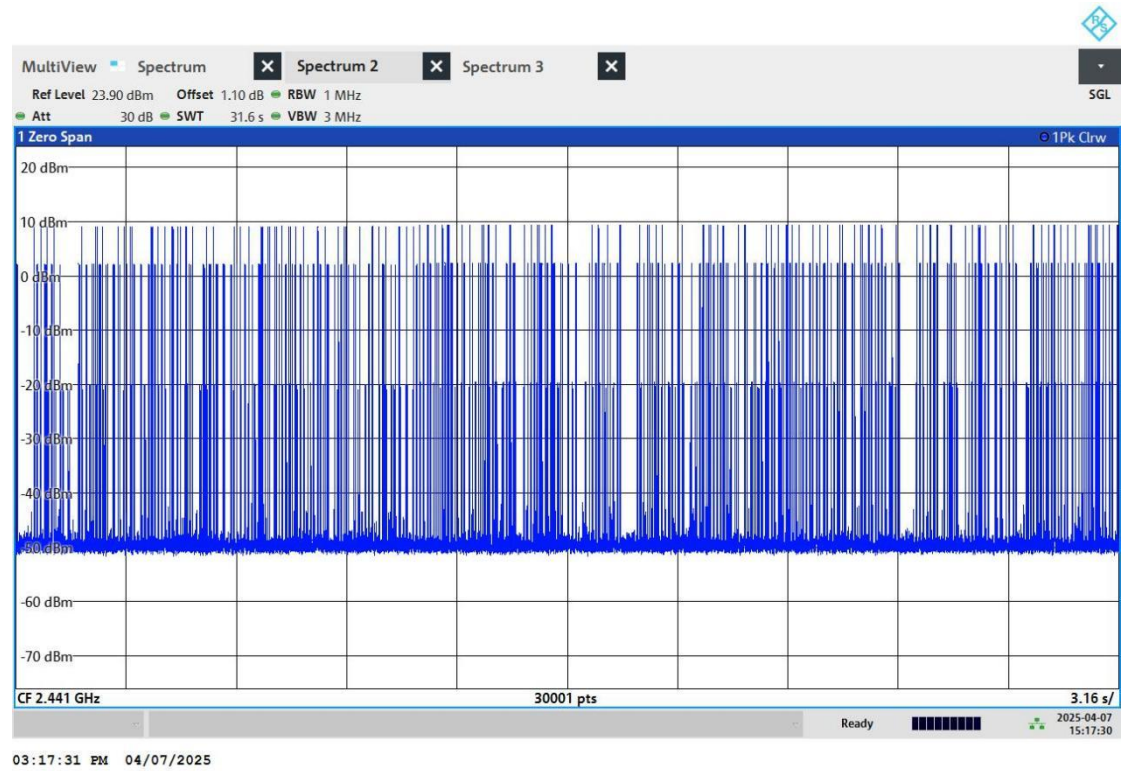 R&S
MultiView Spectrum Spectrum 2 Spectrum 3
Ref Level 23.90 dBm Offset 1.10 dB RBW 1 MHz SGL
Att 30 dB SWT 31.6 s VBW 3 MHz
1 Zero Span 1Pk Clrw
20 dBm
10 dBm
0 dBm
-10 dBm
-20 dBm
-30 dBm
-40 dBm
-50 dBm
-60 dBm
-70 dBm
CF 2.441 GHz 30001 pts 3.16 s/
Ready 2025-04-07
15:17:30
03:17:31 PM 04/07/2025